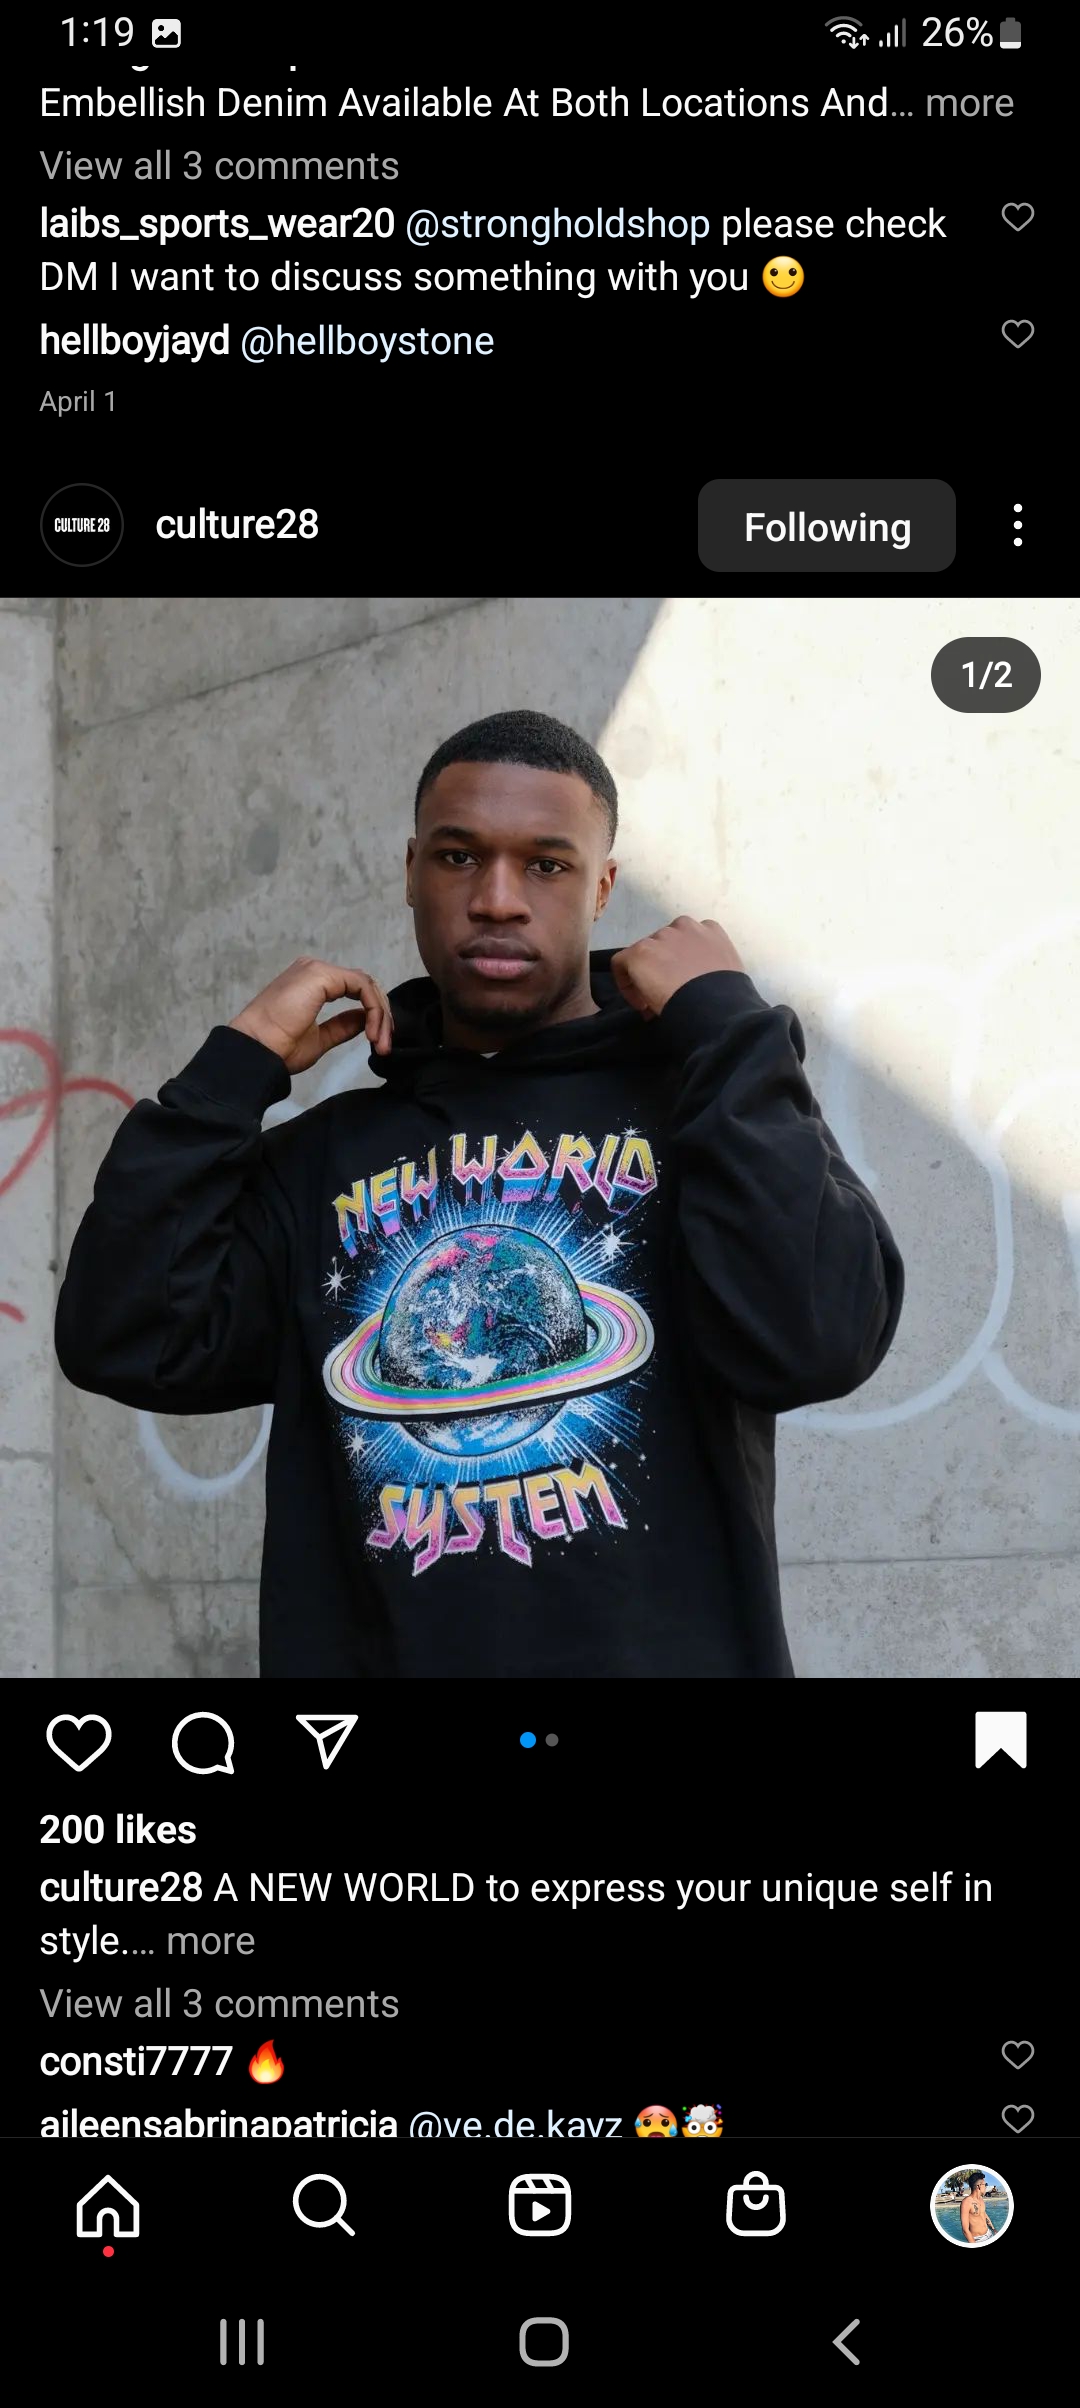 1:19 26%
Embellish Denim Available At Both Locations And... more
View all 3 comments
laibs_sports_wear20 @strongholdshop please check
DM I want to discuss something with you 🙂
hellboyjayd @hellboystone
April 1
CULTURE 28
culture28
Following
1/2
NEW WORLD
SYSTEM
200 likes
culture28 A NEW WORLD to express your unique self in
style.... more
View all 3 comments
consti7777 🔥
aileensabrinapatricia @ye.de.kayz 🥵🤯